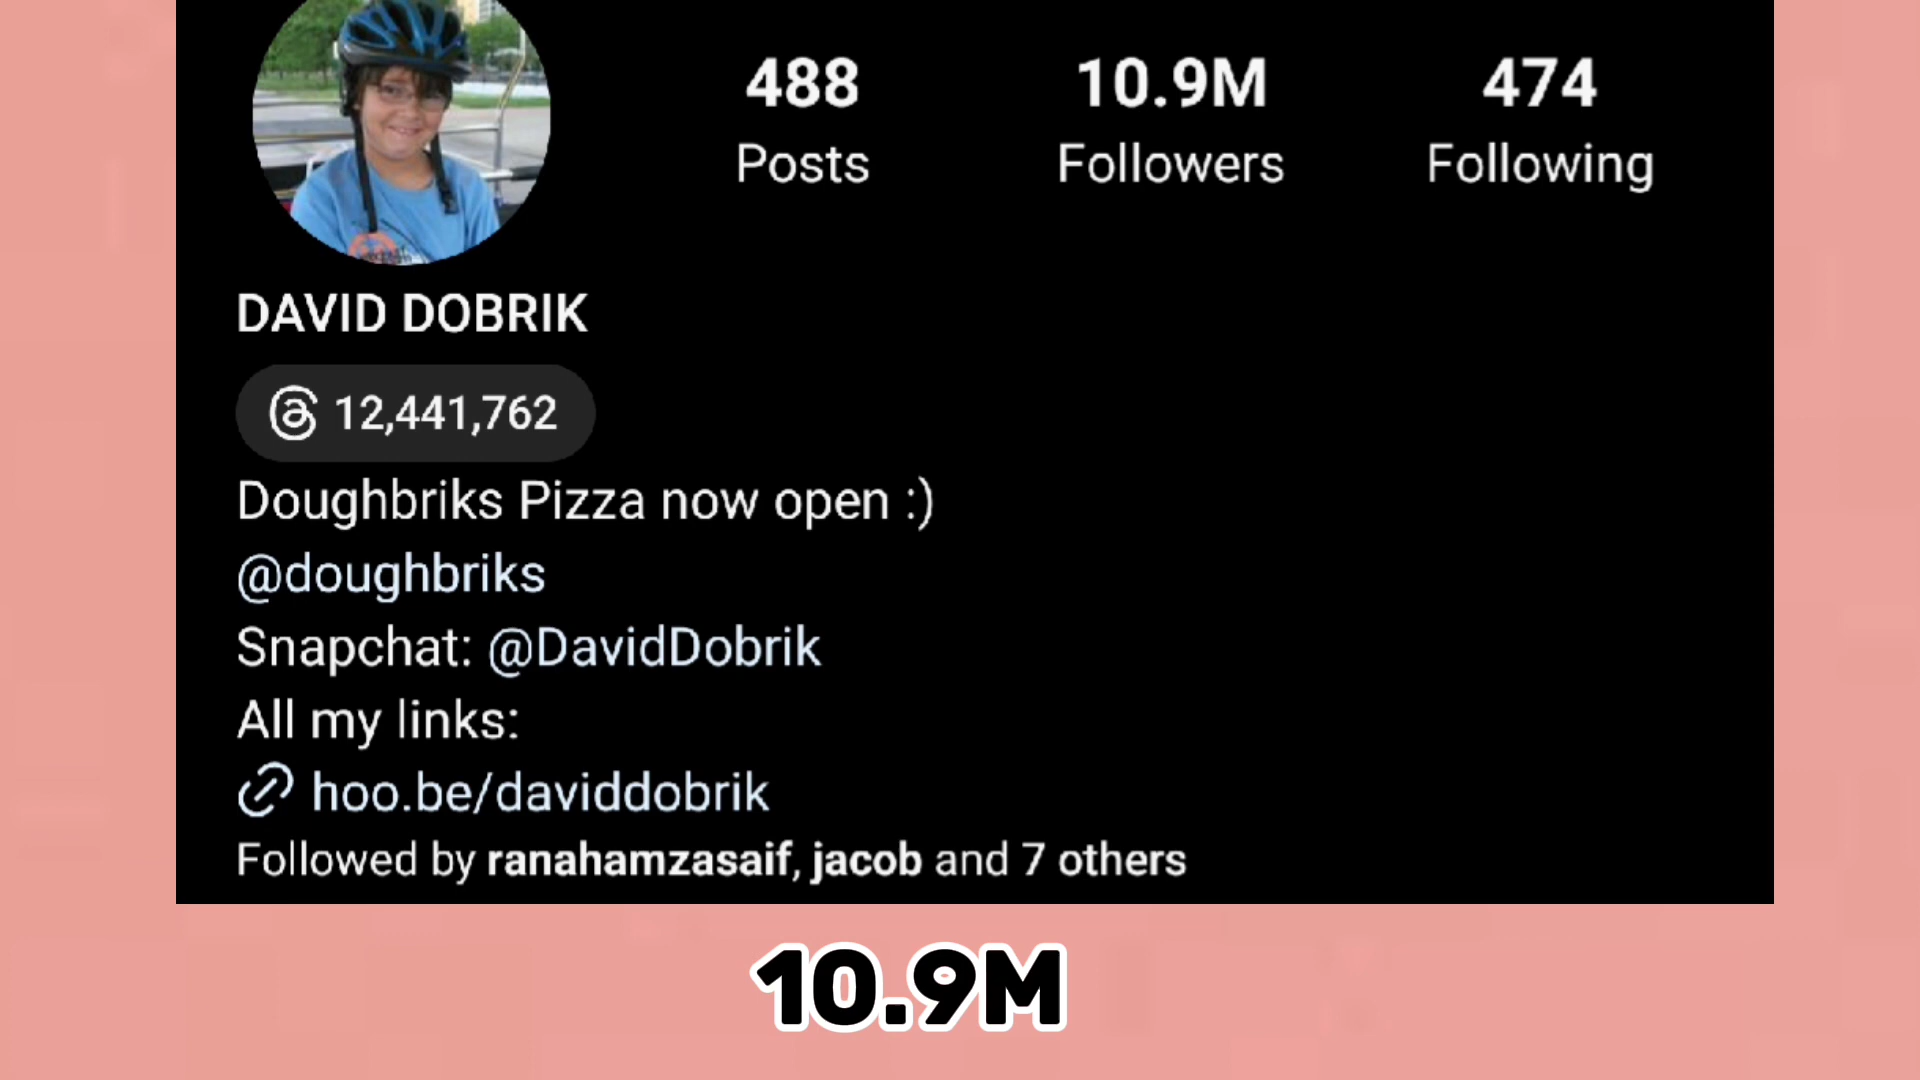 488 10.9M 474
Posts Followers Following
DAVID DOBRIK
12,441,762
Doughbriks Pizza now open :)
@doughbriks
Snapchat: @DavidDobrik
All my links:
hoo.be/daviddobrik
Followed by ranahamzasaif, jacob and 7 others
10.9M